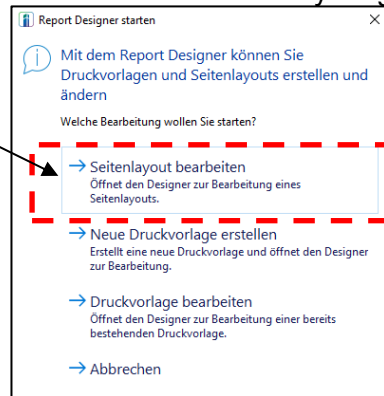 Report Designer starten
Mit dem Report Designer können Sie
Druckvorlagen und Seitenlayouts erstellen und
ändern
Welche Bearbeitung wollen Sie starten?
Seitenlayout bearbeiten
Öffnet den Designer zur Bearbeitung eines
Seitenlayouts.
Neue Druckvorlage erstellen
Erstellt eine neue Druckvorlage und öffnet den Designer
zur Bearbeitung.
Druckvorlage bearbeiten
Öffnet den Designer zur Bearbeitung einer bereits
bestehenden Druckvorlage.
Abbrechen